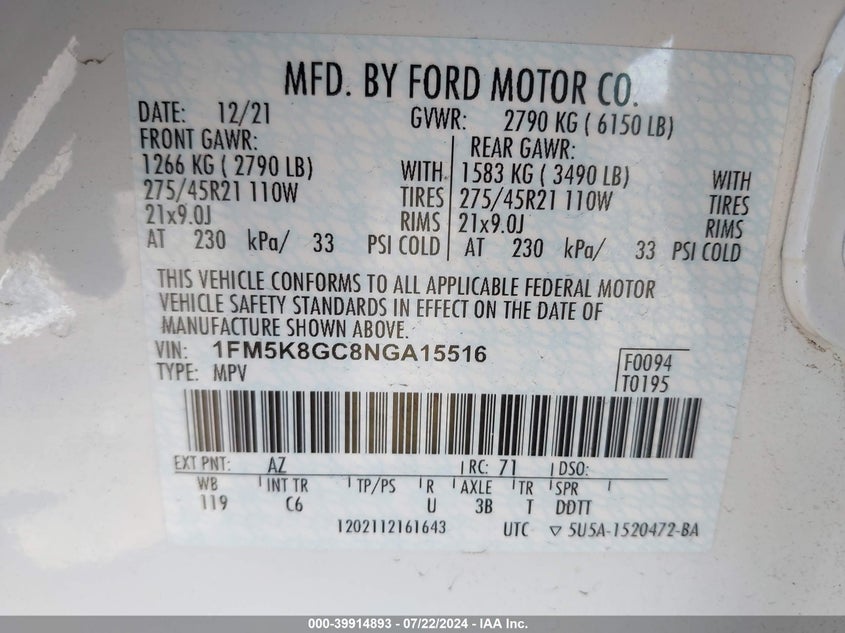 MFD. BY FORD MOTOR CO.
DATE: 12/21 GVWR: 2790 KG ( 6150 LB)
FRONT GAWR: REAR GAWR:
1266 KG ( 2790 LB) WITH 1583 KG ( 3490 LB) WITH
275/45R21 110W TIRES 275/45R21 110W TIRES
21x9.0J RIMS 21x9.0J RIMS
AT 230 kPa/ 33 PSI COLD AT 230 kPa/ 33 PSI COLD
THIS VEHICLE CONFORMS TO ALL APPLICABLE FEDERAL MOTOR
VEHICLE SAFETY STANDARDS IN EFFECT ON THE DATE OF
MANUFACTURE SHOWN ABOVE.
VIN: 1FM5K8GC8NGA15516 F0094
TYPE: MPV T0195
EXT PNT: AZ RC: 71 DSO:
WB INT TR TP/PS R AXLE TR SPR
119 C6 U 3B T DDTT
1202112161643 UTC ▽ 5U5A-1520472-BA
000-39914893 - 07/22/2024 - IAA Inc.